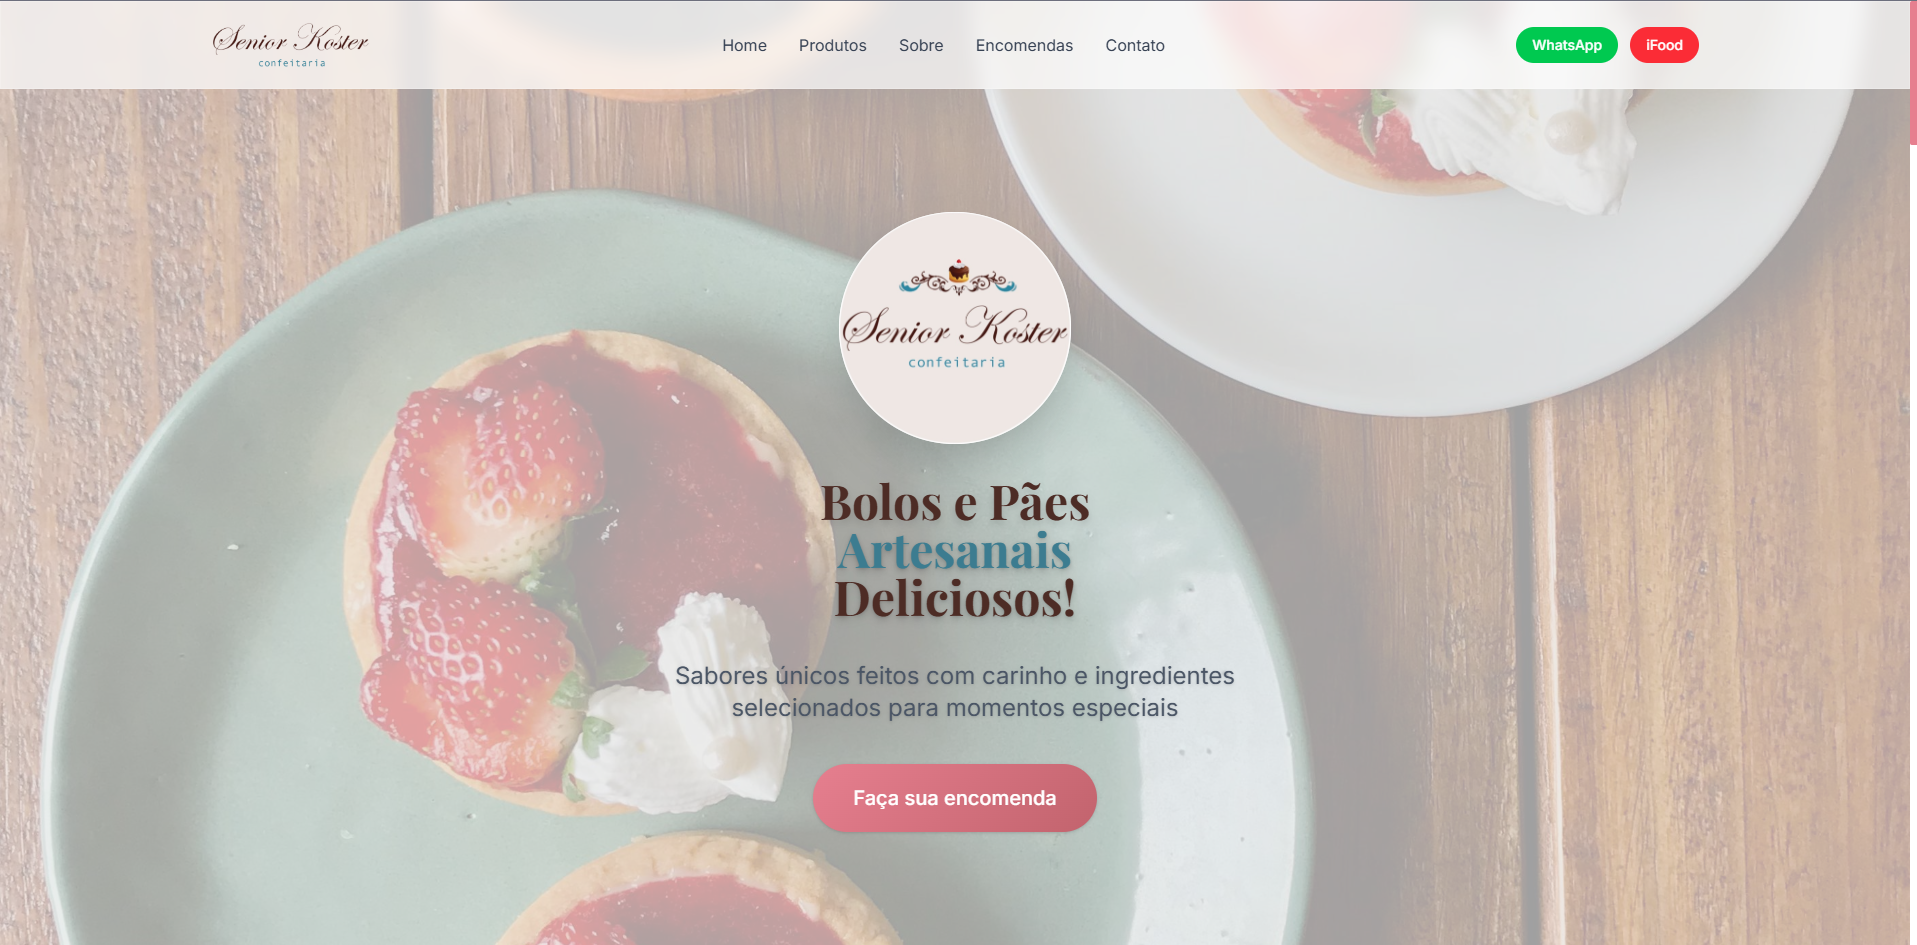 Senior Koster
confeitaria
Home
Produtos
Sobre
Encomendas
Contato
WhatsApp
iFood
Senior Koster
confeitaria
Bolos e Pães
Artesanais
Deliciosos!
Sabores únicos feitos com carinho e ingredientes
selecionados para momentos especiais
Faça sua encomenda